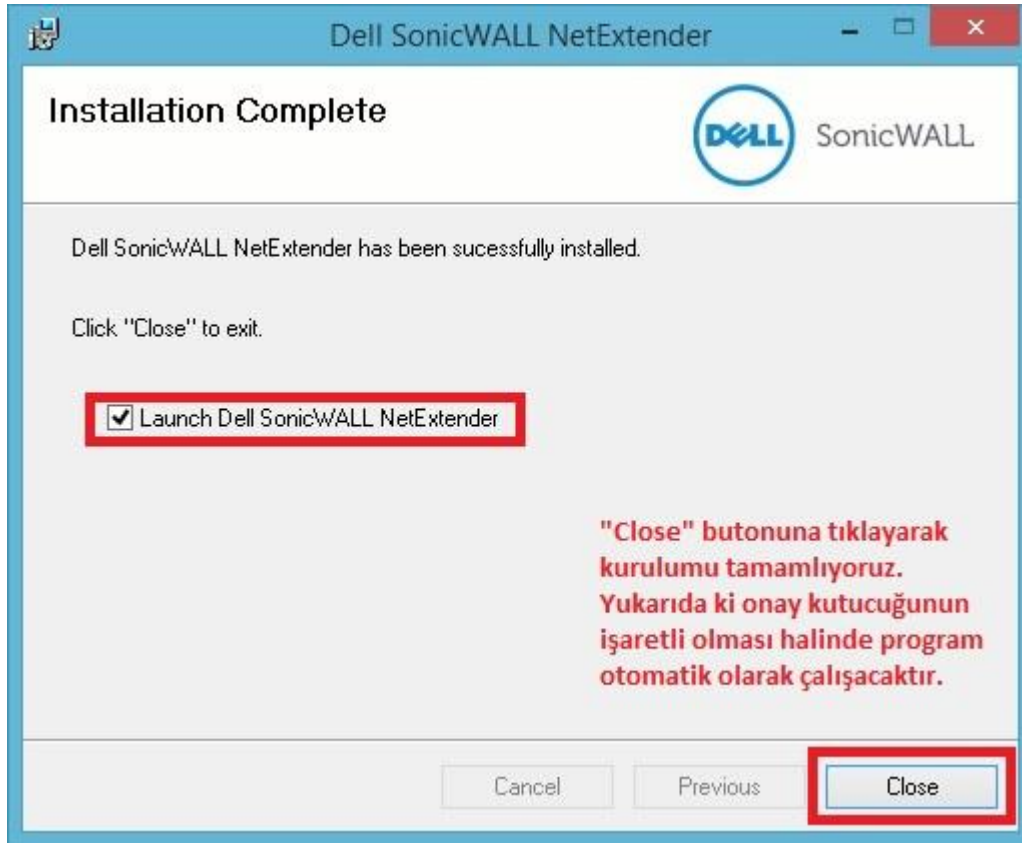 Dell SonicWALL NetExtender
Installation Complete
DELL SonicWALL
Dell SonicWALL NetExtender has been sucessfully installed.
Click "Close" to exit.
Launch Dell SonicWALL NetExtender
"Close" butonuna tıklayarak
kurulumu tamamlıyoruz.
Yukarıda ki onay kutucuğunun
işaretli olması halinde program
otomatik olarak çalışacaktır.
Cancel
Previous
Close